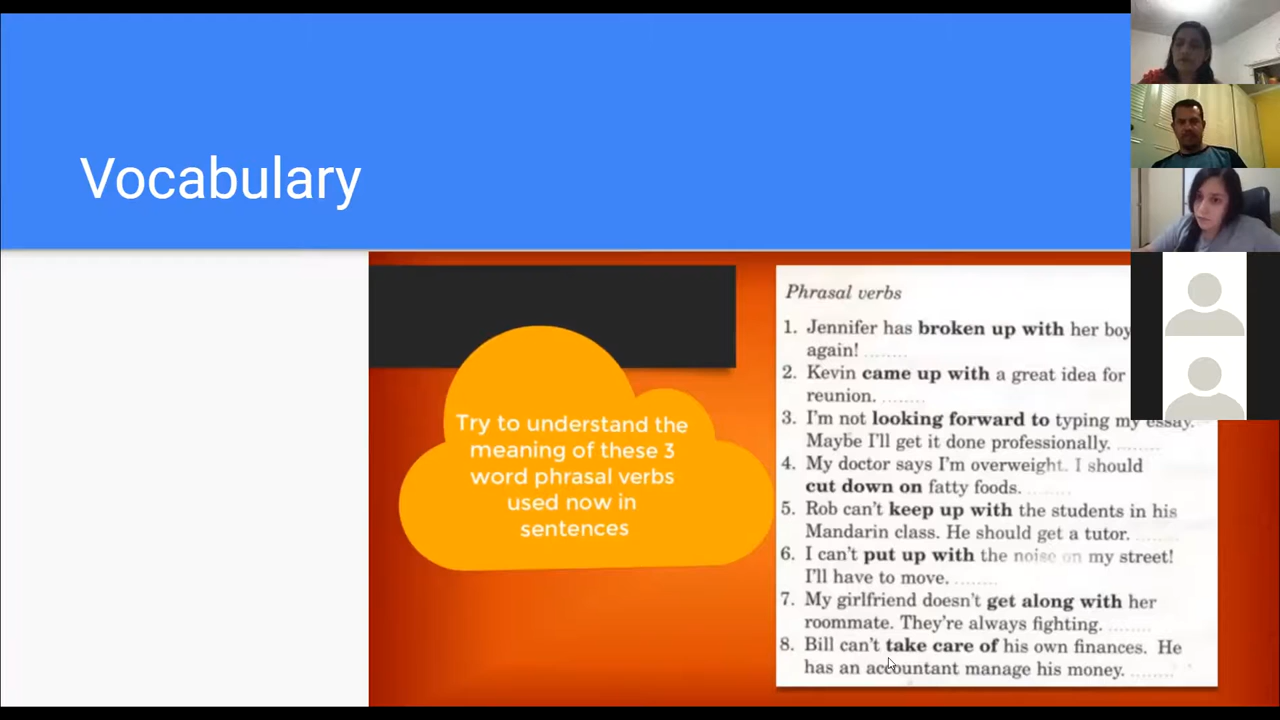 Vocabulary
Try to understand the
meaning of these 3
word phrasal verbs
used now in
sentences
Phrasal verbs
1. Jennifer has broken up with her boy
again! ........
2. Kevin came up with a great idea for
reunion. ........
3. I'm not looking forward to typing my essay.
Maybe I'll get it done professionally. ........
4. My doctor says I'm overweight. I should
cut down on fatty foods. ........
5. Rob can't keep up with the students in his
Mandarin class. He should get a tutor. ........
6. I can't put up with the noise on my street!
I'll have to move. ........
7. My girlfriend doesn't get along with her
roommate. They're always fighting. ........
8. Bill can't take care of his own finances. He
has an accountant manage his money. ........